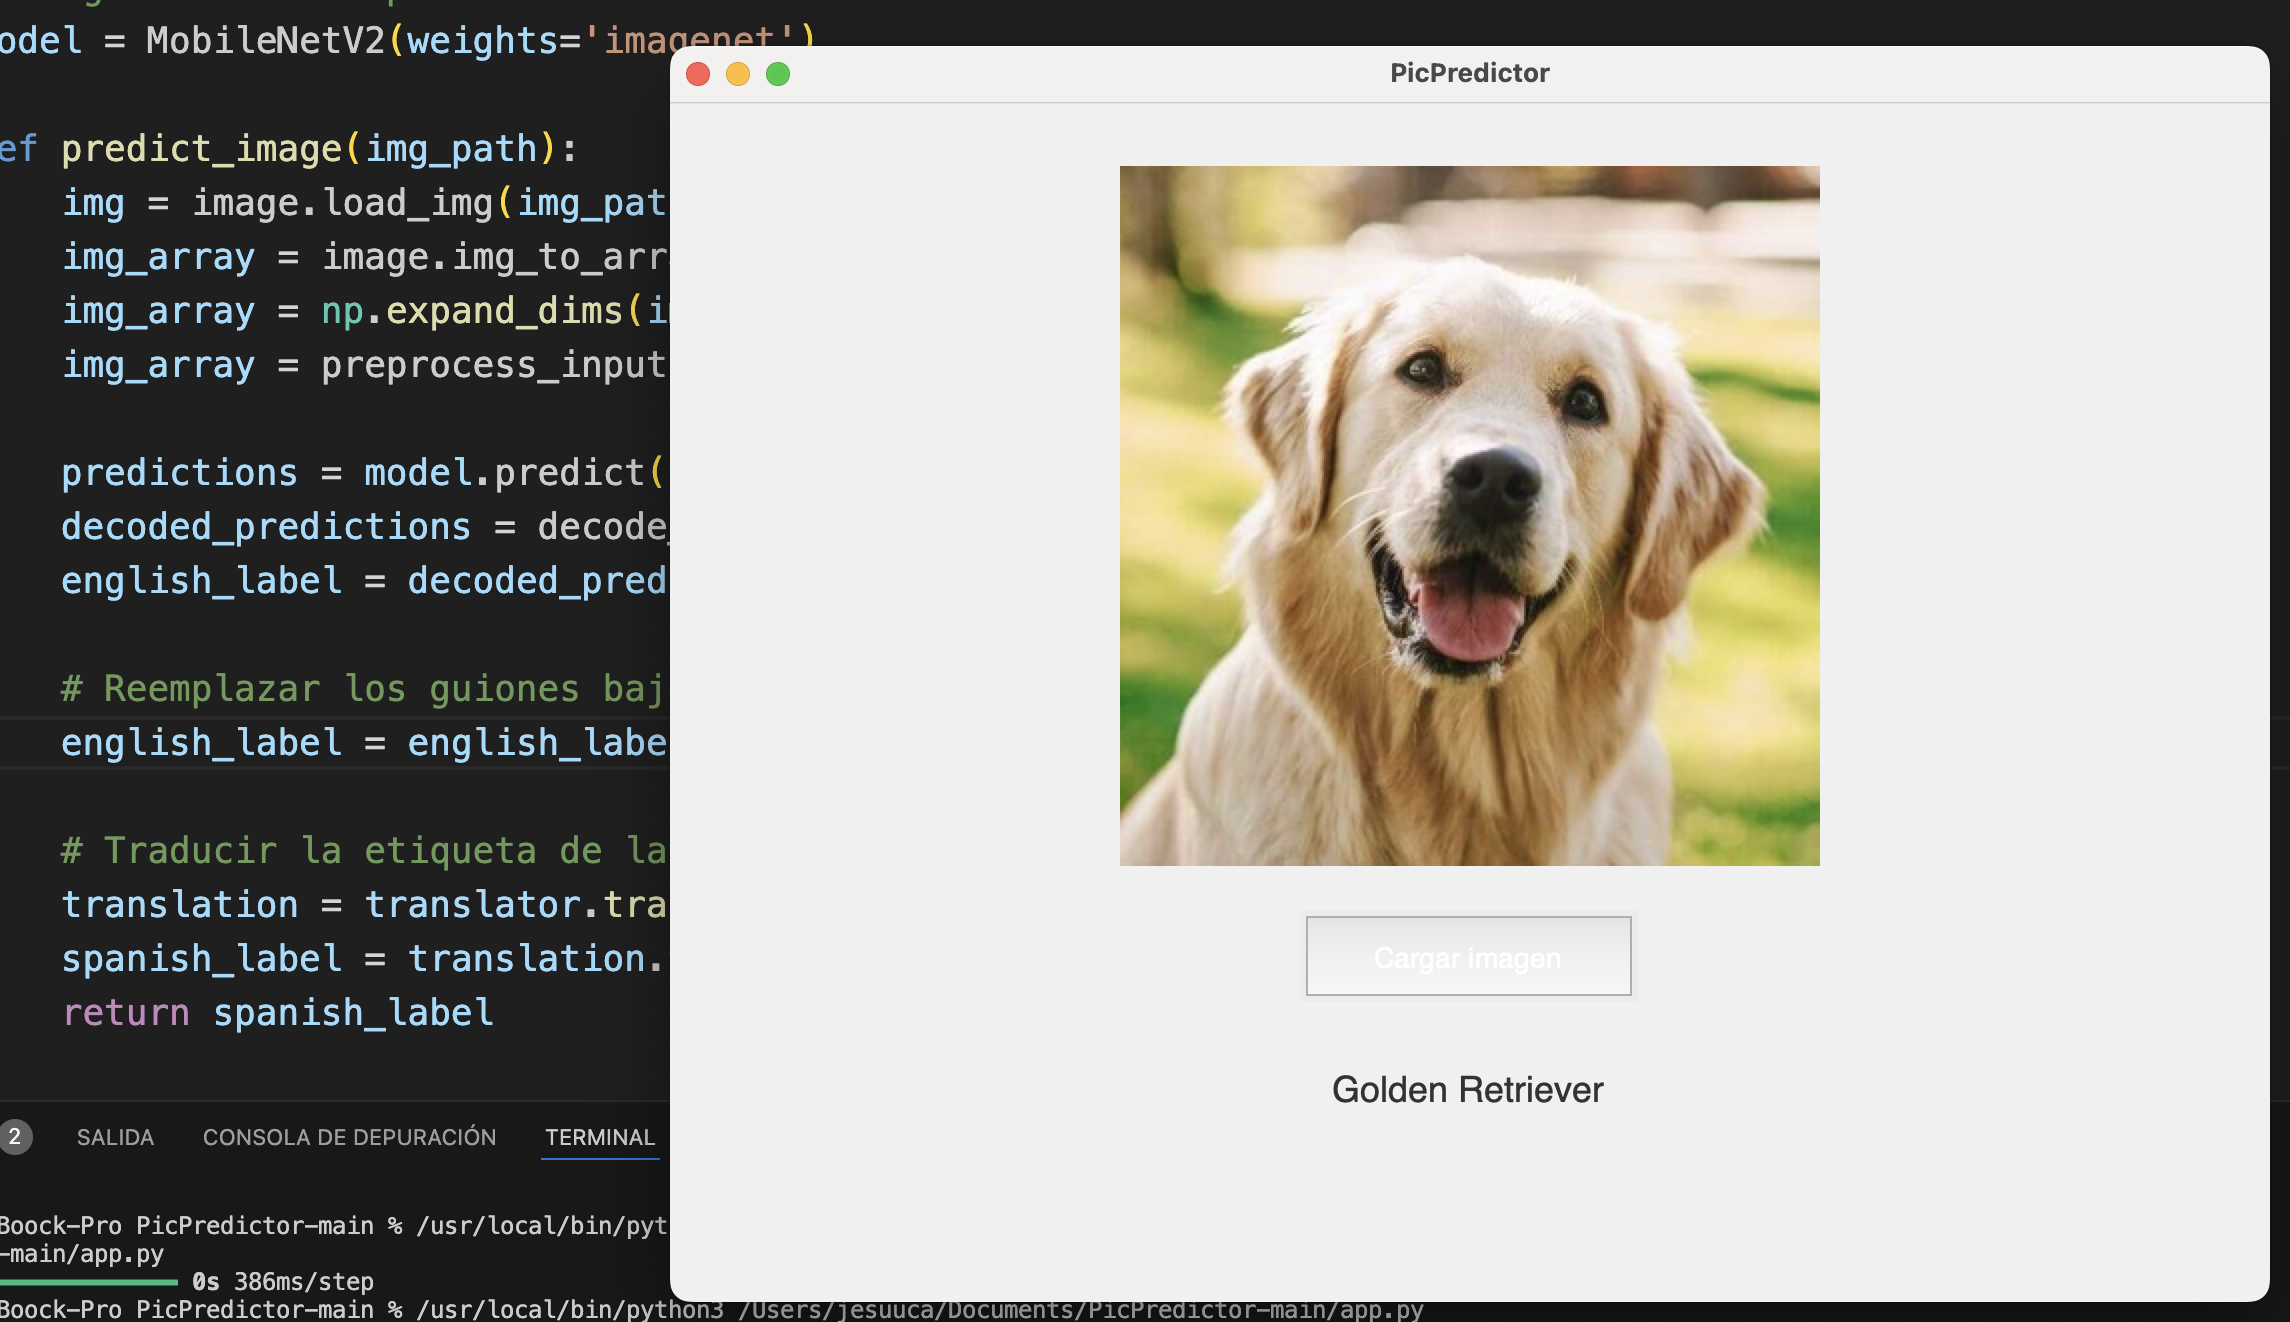 odel = MobileNetV2(weights='imagenet')
ef predict_image(img_path):
img = image.load_img(img_pat
img_array = image.img_to_arr
img_array = np.expand_dims(i
img_array = preprocess_input
predictions = model.predict(
decoded_predictions = decode_
english_label = decoded_pred
# Reemplazar los guiones baj
english_label = english_labe
# Traducir la etiqueta de la
translation = translator.tra
spanish_label = translation.
return spanish_label
2 SALIDA CONSOLA DE DEPURACIÓN TERMINAL
Boock-Pro PicPredictor-main % /usr/local/bin/pyt
-main/app.py
0s 386ms/step
Boock-Pro PicPredictor-main % /usr/local/bin/python3 /Users/jesuuca/Documents/PicPredictor-main/app.py
PicPredictor
Cargar imagen
Golden Retriever